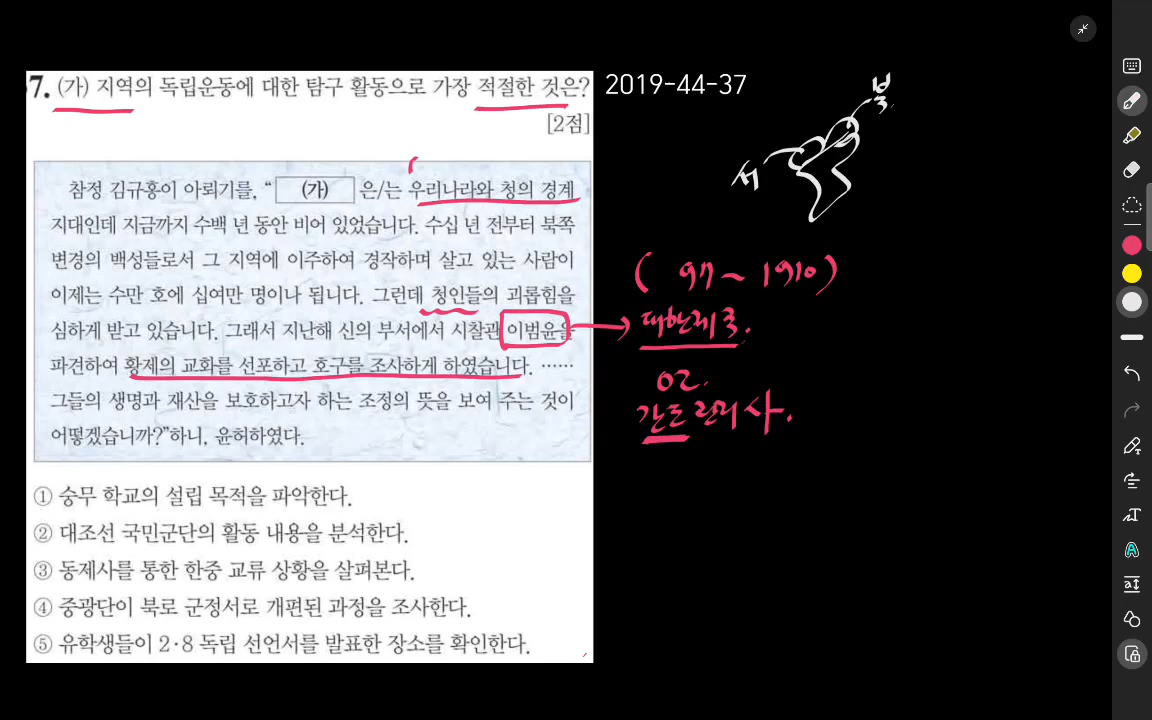 7. (가) 지역의 독립운동에 대한 탐구 활동으로 가장 적절한 것은?
[2점]
참정 김규홍이 아뢰기를, “ (가) 은/는 우리나라와 청의 경계
지대인데 지금까지 수백 년 동안 비어 있었습니다. 수십 년 전부터 북쪽
변경의 백성들로서 그 지역에 이주하여 경작하며 살고 있는 사람이
이제는 수만 호에 십여만 명이나 됩니다. 그런데 청인들의 괴롭힘을
심하게 받고 있습니다. 그래서 지난해 신의 부서에서 시찰관 이범윤을
파견하여 황제의 교화를 선포하고 호구를 조사하게 하였습니다. ……
그들의 생명과 재산을 보호하고자 하는 조정의 뜻을 보여 주는 것이
어떻겠습니까?”하니, 윤허하였다.
① 숭무 학교의 설립 목적을 파악한다.
② 대조선 국민군단의 활동 내용을 분석한다.
③ 동제사를 통한 한중 교류 상황을 살펴본다.
④ 중광단이 북로 군정서로 개편된 과정을 조사한다.
⑤ 유학생들이 2·8 독립 선언서를 발표한 장소를 확인한다.
2019-44-37
북
서
( 97 ~ 1910 )
대한제국.
02.
간도관리사.